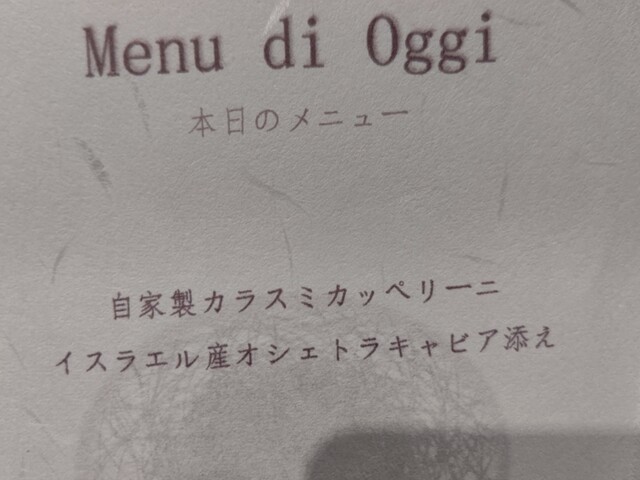 Menu di Oggi
本日のメニュー
自家製カラスミカッペリーニ
イスラエル産オシェトラキャビア添え